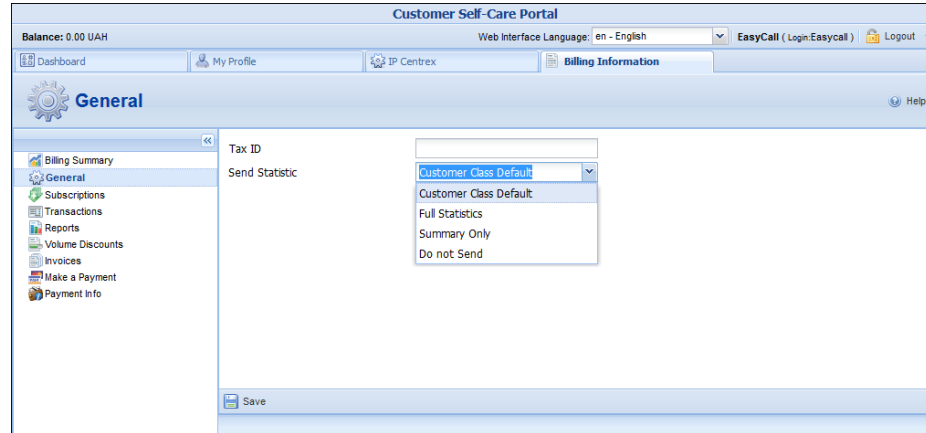 Customer Self-Care Portal
Balance: 0.00 UAH
Web Interface Language: en - English
EasyCall ( Login:Easycall )
Logout
Dashboard
My Profile
IP Centrex
Billing Information
General
Help
Billing Summary
General
Subscriptions
Transactions
Reports
Volume Discounts
Invoices
Make a Payment
Payment Info
Tax ID
Send Statistic
Customer Class Default
Customer Class Default
Full Statistics
Summary Only
Do not Send
Save